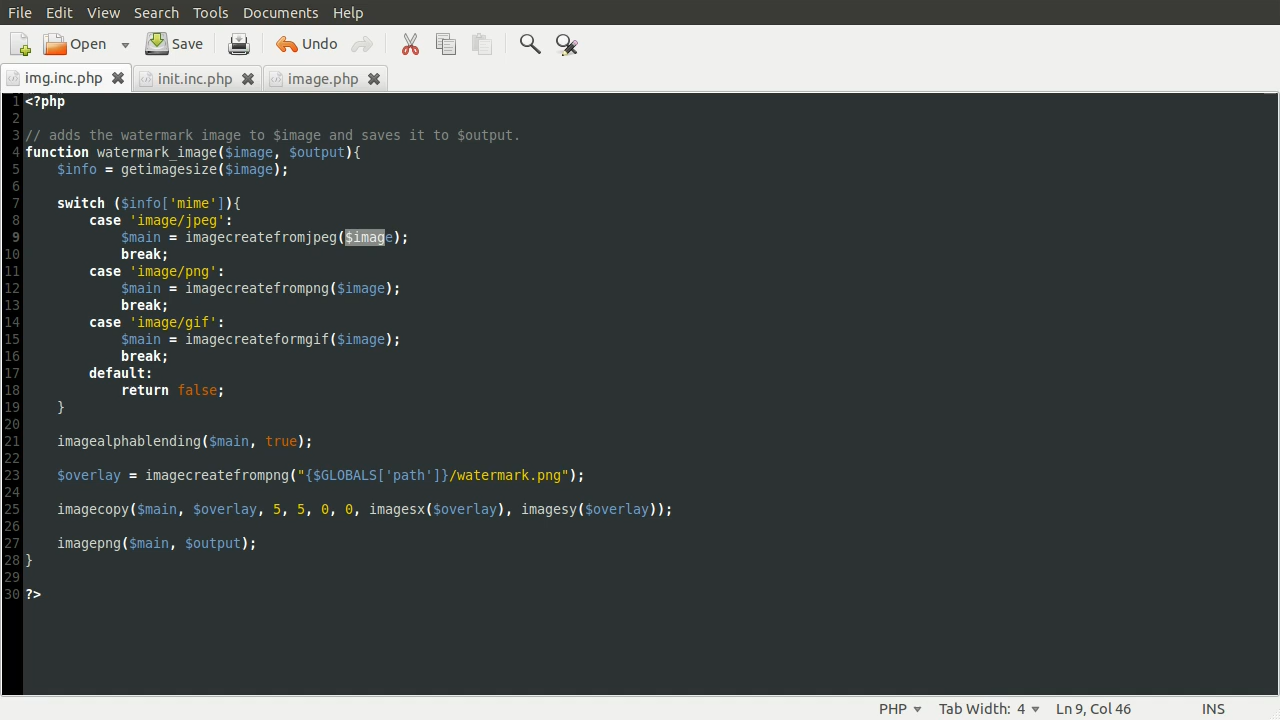 File Edit View Search Tools Documents Help
Open Save Undo
img.inc.php init.inc.php image.php
1 <?php
2
3 // adds the watermark image to $image and saves it to $output.
4 function watermark_image($image, $output){
5     $info = getimagesize($image);
6
7     switch ($info['mime']){
8         case 'image/jpeg':
9             $main = imagecreatefromjpeg($image);
10             break;
11         case 'image/png':
12             $main = imagecreatefrompng($image);
13             break;
14         case 'image/gif':
15             $main = imagecreateformgif($image);
16             break;
17         default:
18             return false;
19     }
20
21     imagealphablending($main, true);
22
23     $overlay = imagecreatefrompng("{$GLOBALS['path']}/watermark.png");
24
25     imagecopy($main, $overlay, 5, 5, 0, 0, imagesx($overlay), imagesy($overlay));
26
27     imagepng($main, $output);
28 }
29
30 ?>
PHP Tab Width: 4 Ln 9, Col 46 INS